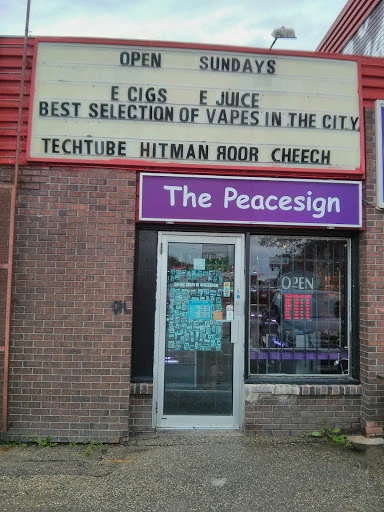 OPEN SUNDAYS
E CIGS E JUICE
BEST SELECTION OF VAPES IN THE CITY
TECHTUBE HITMAN ROOR CHEECH
The Peacesign
OPEN